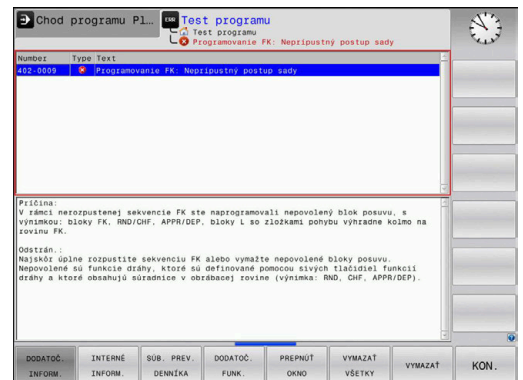 Chod programu Pl…
ERR Test programu
Test programu
Programovanie FK: Neprípustný postup sady
Number Type Text
402-0009 Programovanie FK: Neprípustný postup sady
Príčina:
V rámci nerozpustenej sekvencie FK ste naprogramovali nepovolený blok posuvu, s
výnimkou: bloky FK, RND/CHF, APPR/DEP, bloky L so zložkami pohybu výhradne kolmo na
rovinu FK.
Odstrán.:
Najskôr úplne rozpustite sekvenciu FK alebo vymažte nepovolené bloky posuvu.
Nepovolené sú funkcie dráhy, ktoré sú definované pomocou sivých tlačidiel funkcií
dráhy a ktoré obsahujú súradnice v obrábacej rovine (výnimka: RND, CHF, APPR/DEP).
DODATOČ. INTERNÉ SÚB. PREV. DODATOČ. PREPNÚŤ VYMAZAŤ VYMAZAŤ KON.
INFORM. INFORM. DENNÍKA FUNK. OKNO VŠETKY